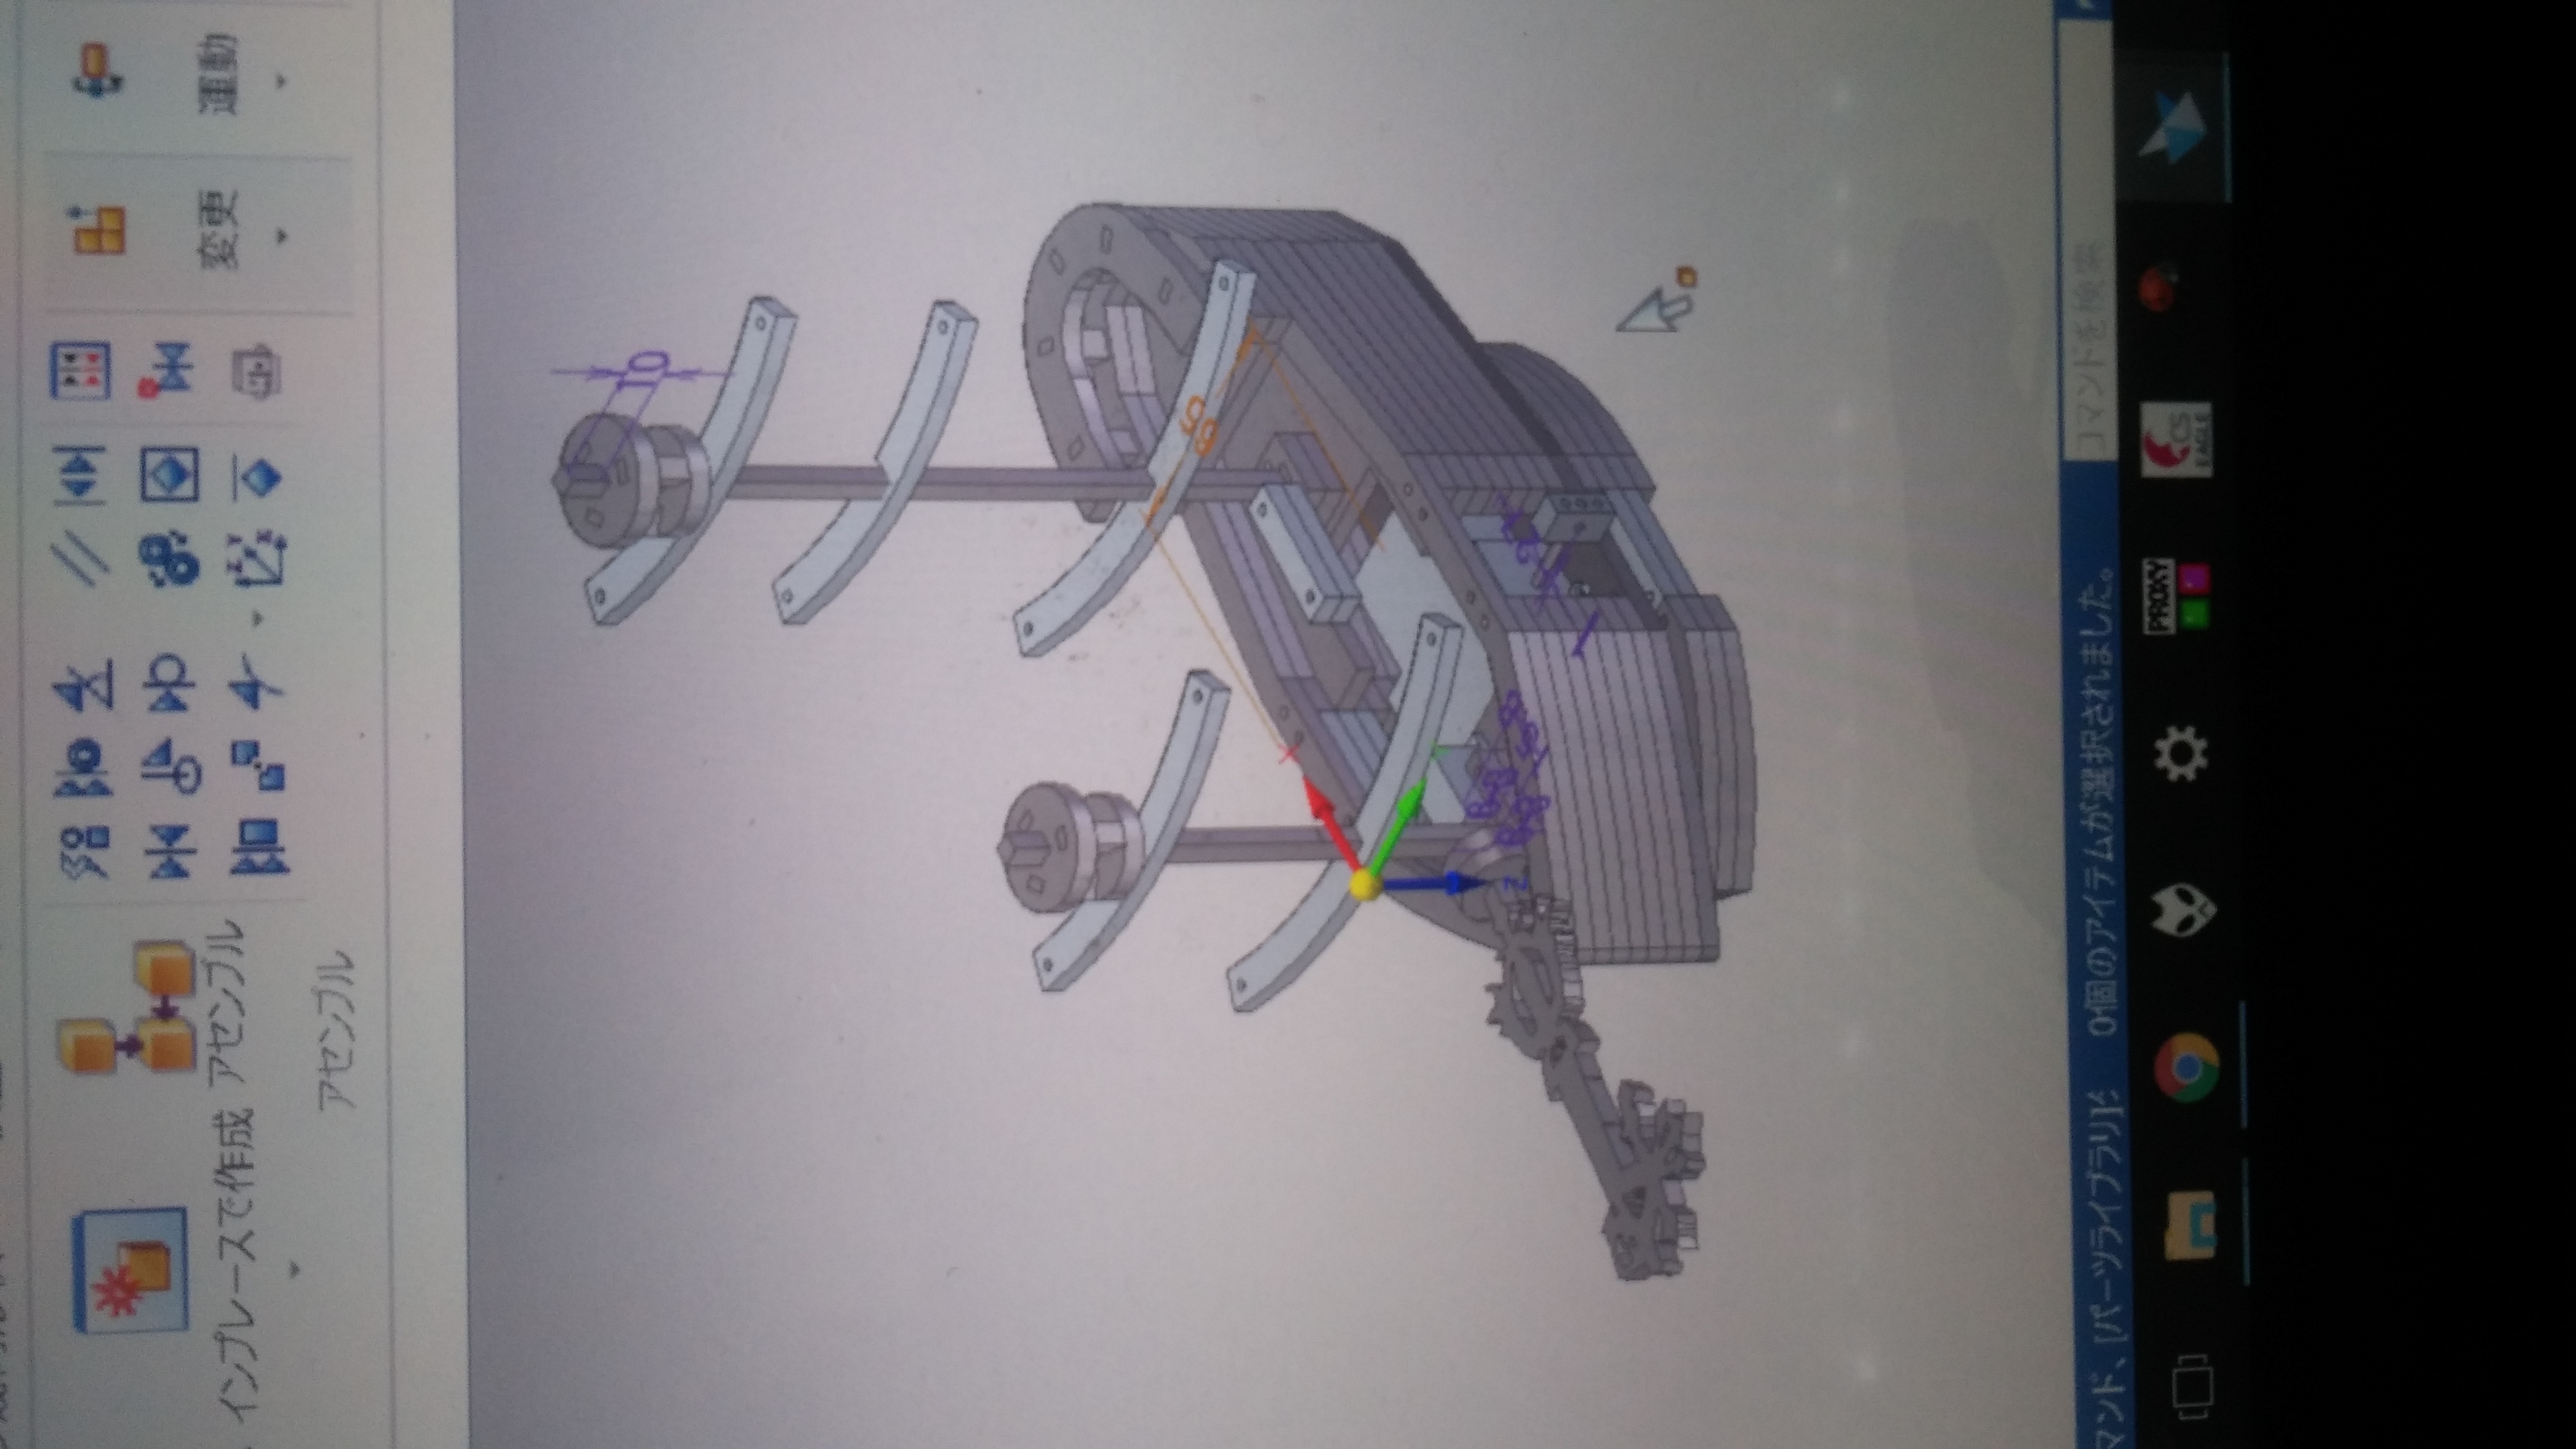 インプレースで作成
アセンブル
変更
運動
アセンブル
10
65
Z
マンド、[パーツライブラリ]
0個のアイテムが選択されました。
コマンドを検索
PROXY
CS
EAGLE